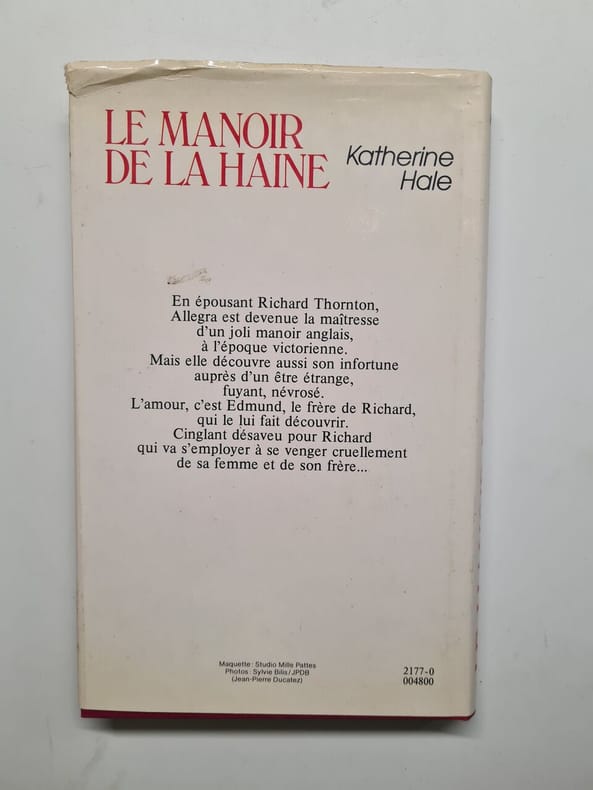 LE MANOIR
DE LA HAINE
Katherine
Hale
En épousant Richard Thornton,
Allegra est devenue la maîtresse
d'un joli manoir anglais,
à l'époque victorienne.
Mais elle découvre aussi son infortune
auprès d'un être étrange,
fuyant, névrosé.
L'amour, c'est Edmund, le frère de Richard,
qui le lui fait découvrir.
Cinglant désaveu pour Richard
qui va s'employer à se venger cruellement
de sa femme et de son frère...
Maquette : Studio Mille Pattes
Photos : Sylvie Bilis/JPDB
(Jean-Pierre Ducatez)
2177-0
004800